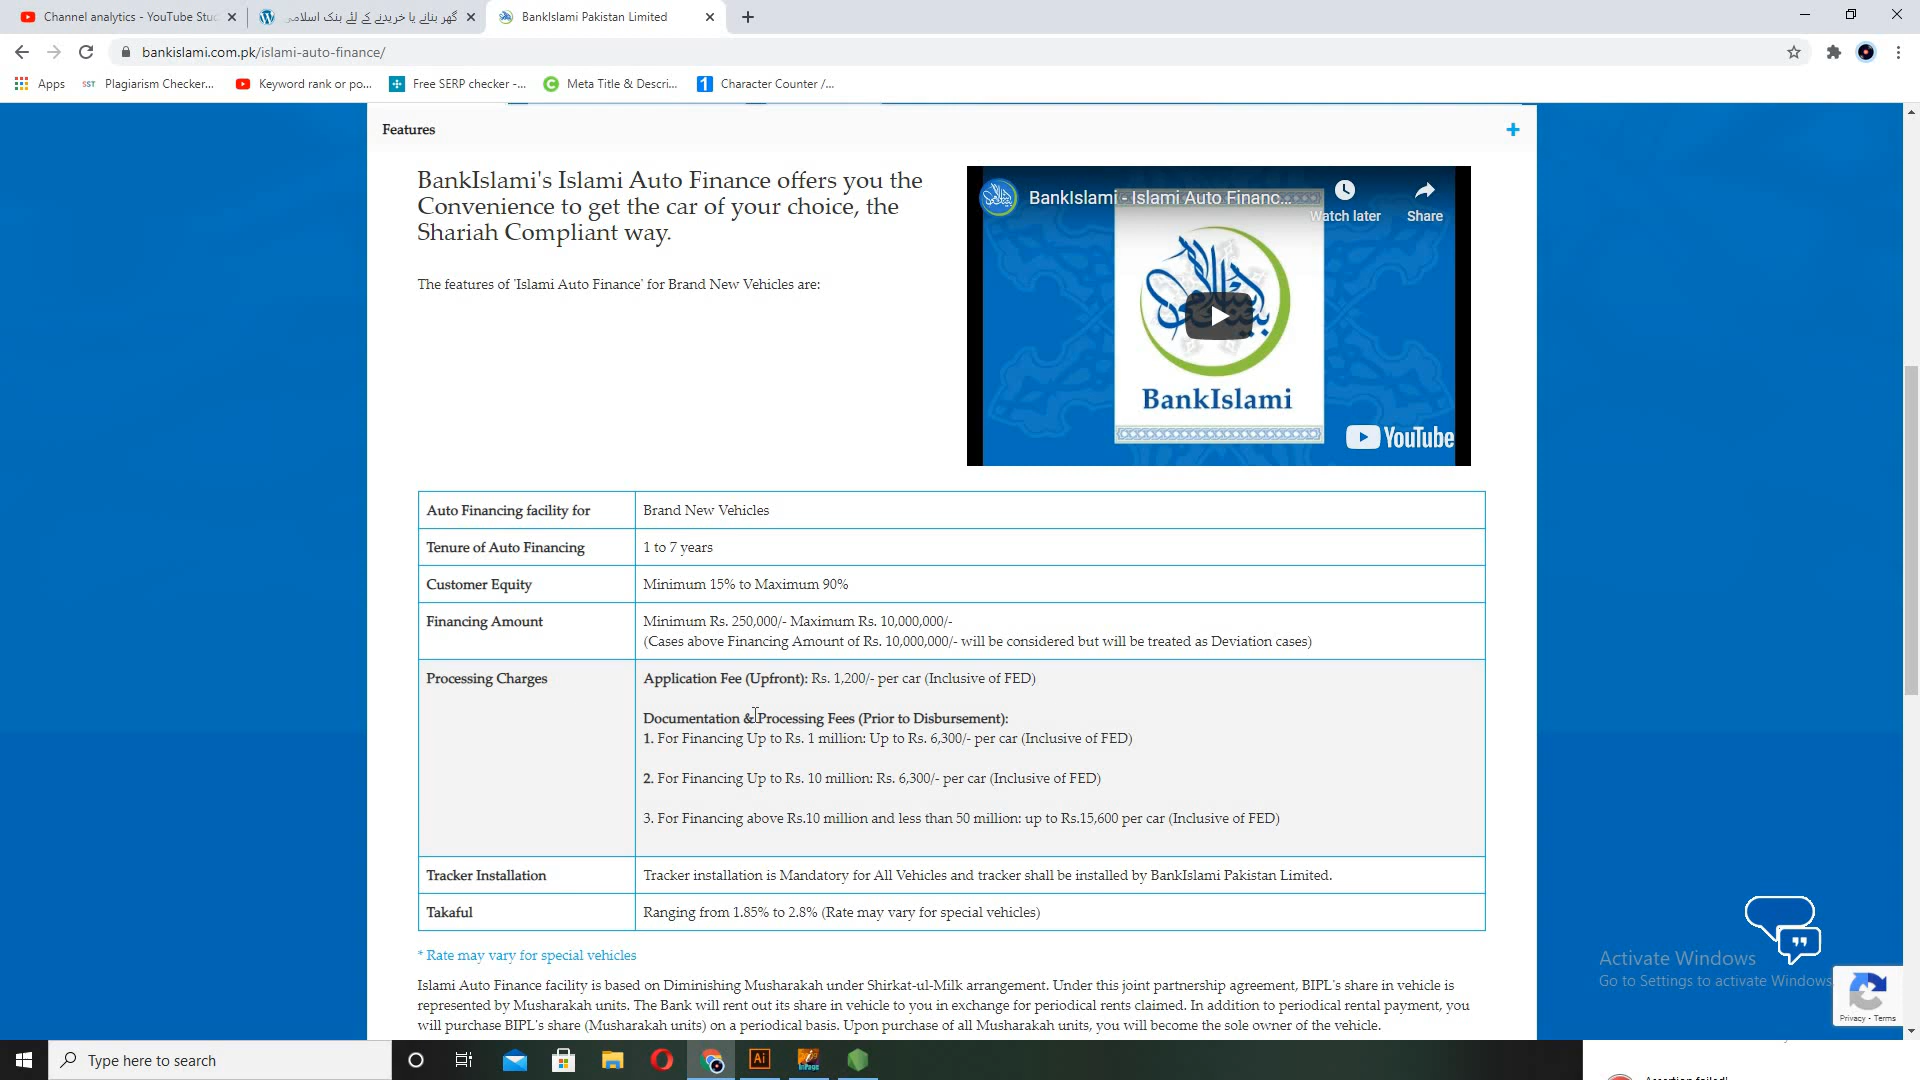 Channel analytics - YouTube Stu
گھر بنانے یا خریدنے کے لئے بنک اسلامی
BankIslami Pakistan Limited
bankislami.com.pk/islami-auto-finance/
Apps
SST Plagiarism Checker...
Keyword rank or po...
Free SERP checker -...
Meta Title & Descri...
1 Character Counter /...
Features
BankIslami's Islami Auto Finance offers you the
Convenience to get the car of your choice, the
Shariah Compliant way.
The features of 'Islami Auto Finance' for Brand New Vehicles are:
BankIslami - Islami Auto Financ...
Watch later
Share
BankIslami
YouTube
Auto Financing facility for
Brand New Vehicles
Tenure of Auto Financing
1 to 7 years
Customer Equity
Minimum 15% to Maximum 90%
Financing Amount
Minimum Rs. 250,000/- Maximum Rs. 10,000,000/-
(Cases above Financing Amount of Rs. 10,000,000/- will be considered but will be treated as Deviation cases)
Processing Charges
Application Fee (Upfront): Rs. 1,200/- per car (Inclusive of FED)
Documentation & Processing Fees (Prior to Disbursement):
1. For Financing Up to Rs. 1 million: Up to Rs. 6,300/- per car (Inclusive of FED)
2. For Financing Up to Rs. 10 million: Rs. 6,300/- per car (Inclusive of FED)
3. For Financing above Rs.10 million and less than 50 million: up to Rs.15,600 per car (Inclusive of FED)
Tracker Installation
Tracker installation is Mandatory for All Vehicles and tracker shall be installed by BankIslami Pakistan Limited.
Takaful
Ranging from 1.85% to 2.8% (Rate may vary for special vehicles)
* Rate may vary for special vehicles
Islami Auto Finance facility is based on Diminishing Musharakah under Shirkat-ul-Milk arrangement. Under this joint partnership agreement, BIPL's share in vehicle is
represented by Musharakah units. The Bank will rent out its share in vehicle to you in exchange for periodical rents claimed. In addition to periodical rental payment, you
will purchase BIPL's share (Musharakah units) on a periodical basis. Upon purchase of all Musharakah units, you will become the sole owner of the vehicle.
Activate Windows
Go to Settings to activate Windows
Privacy - Terms
Type here to search
Ai
InPage